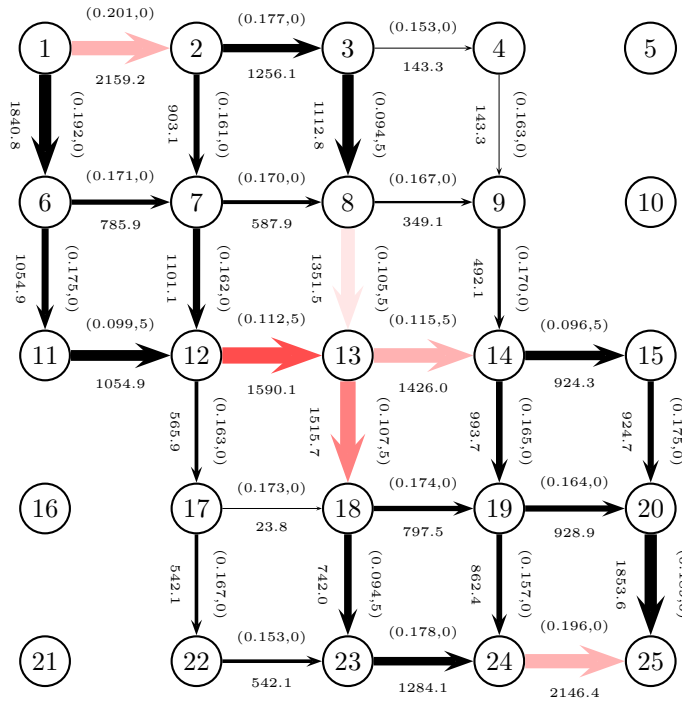 (0.201,0) (0.177,0) (0.153,0)
1 2 3 4 5
2159.2 1256.1 143.3
1840.8 (0.192,0) 903.1 (0.161,0) 1112.8 (0.094,5) 143.3 (0.163,0)
(0.171,0) (0.170,0) (0.167,0)
6 7 8 9 10
785.9 587.9 349.1
1054.9 (0.175,0) 1101.1 (0.162,0) 1351.5 (0.105,5) 492.1 (0.170,0)
(0.099,5) (0.112,5) (0.115,5) (0.096,5)
11 12 13 14 15
1054.9 1590.1 1426.0 924.3
565.9 (0.163,0) 1515.7 (0.107,5) 993.7 (0.165,0) 924.7 (0.175,0)
(0.173,0) (0.174,0) (0.164,0)
16 17 18 19 20
23.8 797.5 928.9
542.1 (0.167,0) 742.0 (0.094,5) 862.4 (0.157,0) 1853.6
(0.153,0) (0.178,0) (0.196,0)
21 22 23 24 25
542.1 1284.1 2146.4